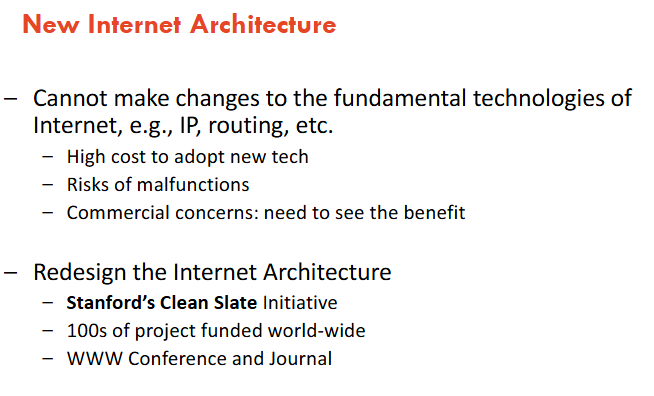 New Internet Architecture
– Cannot make changes to the fundamental technologies of
Internet, e.g., IP, routing, etc.
– High cost to adopt new tech
– Risks of malfunctions
– Commercial concerns: need to see the benefit
– Redesign the Internet Architecture
– Stanford's Clean Slate Initiative
– 100s of project funded world-wide
– WWW Conference and Journal